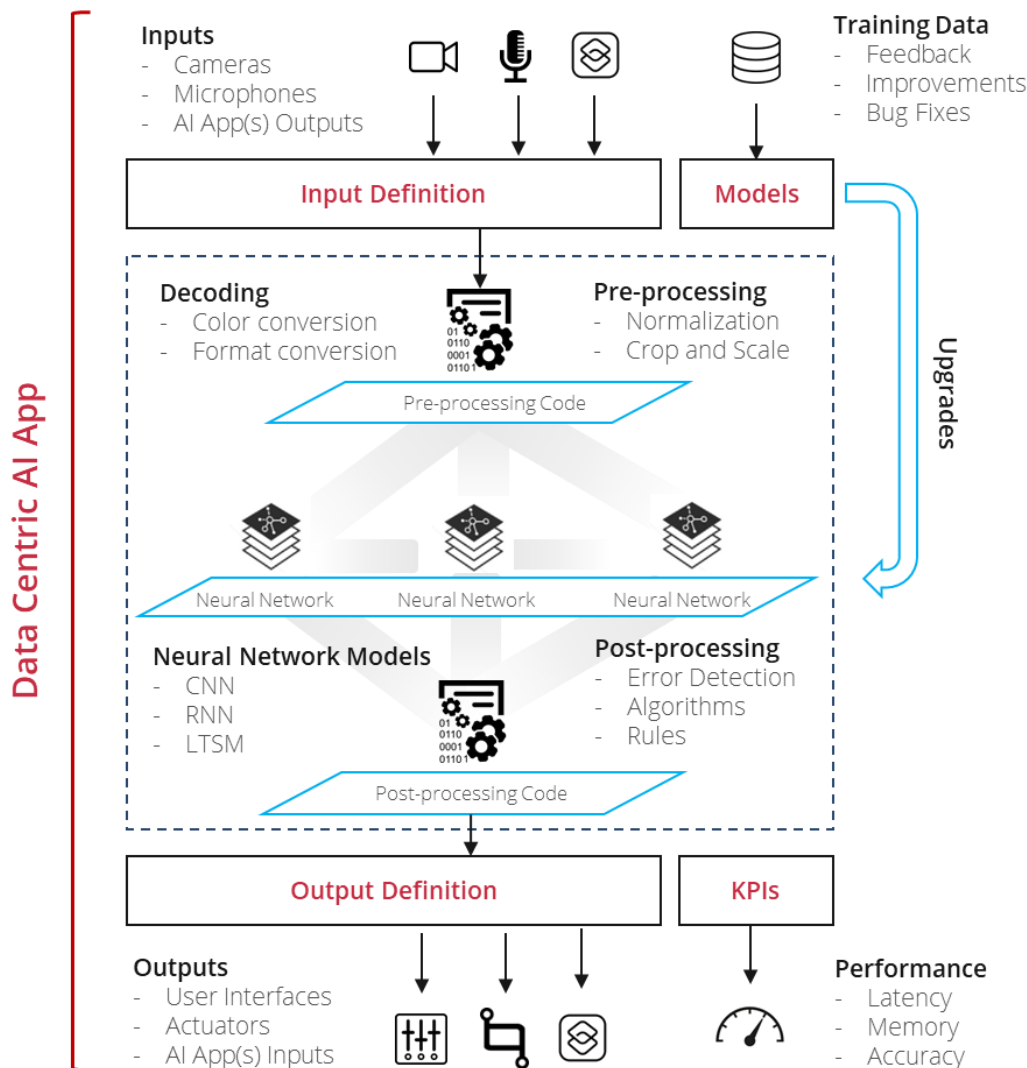 Data Centric AI App
Inputs
- Cameras
- Microphones
- AI App(s) Outputs
Training Data
- Feedback
- Improvements
- Bug Fixes
Input Definition
Models
Upgrades
Decoding
- Color conversion
- Format conversion
01
0110
0001
01101
Pre-processing
- Normalization
- Crop and Scale
Pre-processing Code
Neural Network
Neural Network
Neural Network
Neural Network Models
- CNN
- RNN
- LTSM
01
0110
0001
01101
Post-processing
- Error Detection
- Algorithms
- Rules
Post-processing Code
Output Definition
KPIs
Outputs
- User Interfaces
- Actuators
- AI App(s) Inputs
Performance
- Latency
- Memory
- Accuracy